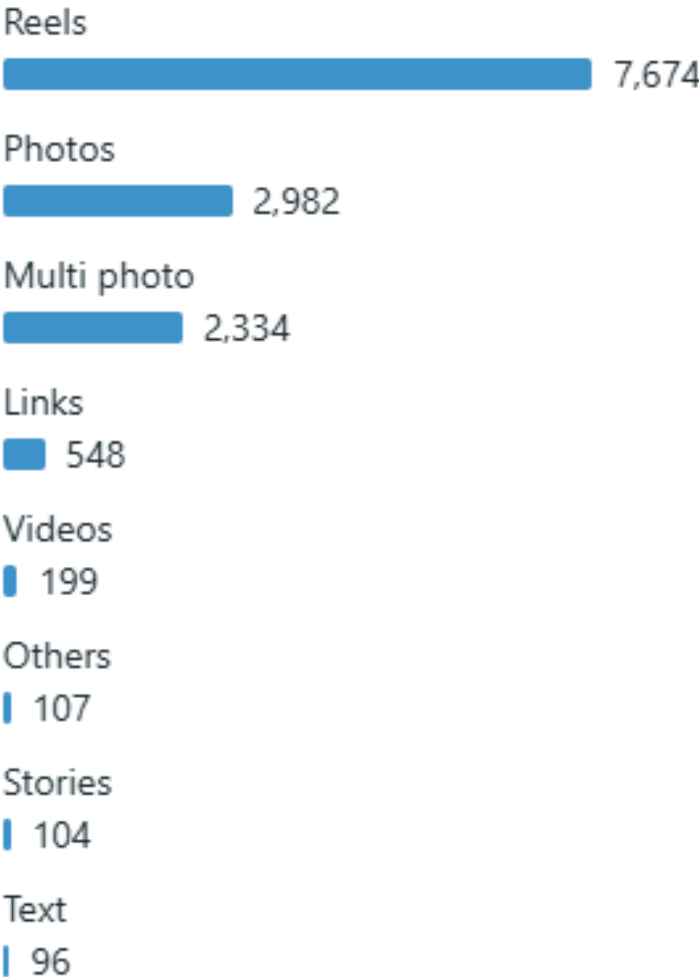 Reels
7,674
Photos
2,982
Multi photo
2,334
Links
548
Videos
199
Others
107
Stories
104
Text
96